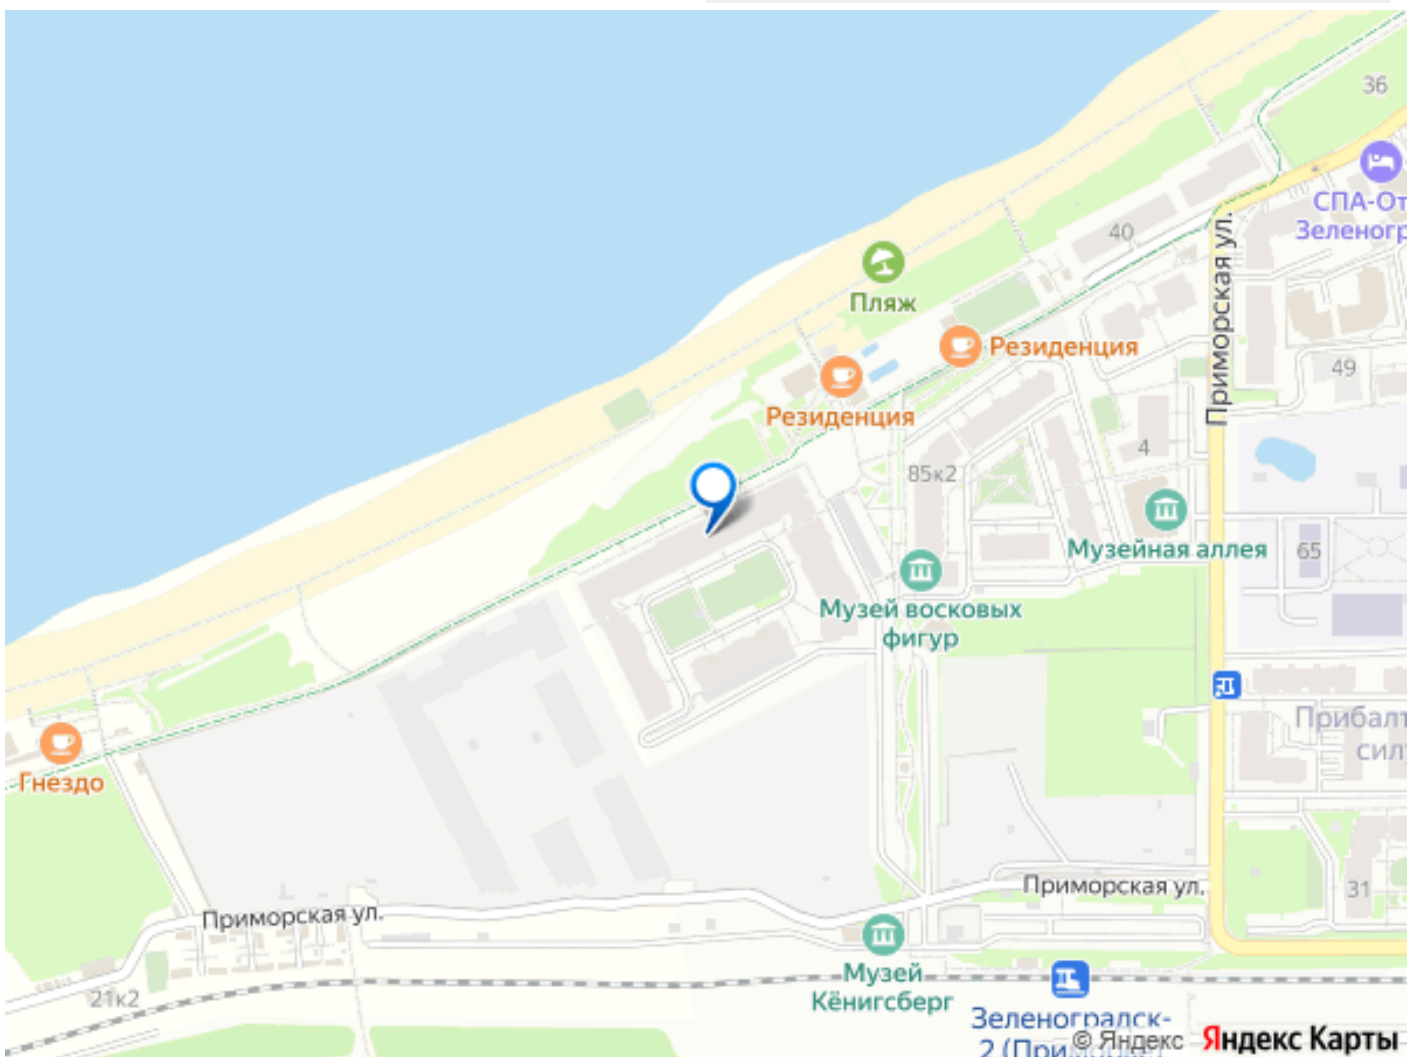 36
СПА-От
Зеленогр
40
Пляж
Приморская ул.
Резиденция
49
Резиденция
85к2
4
Музейная аллея
65
Музей восковых
фигур
Прибалт
Гнездо
Приморская ул.
31
Приморская ул.
Музей
Кёнигсберг
21к2
Зеленоградск-
© Яндекс Яндекс Карты